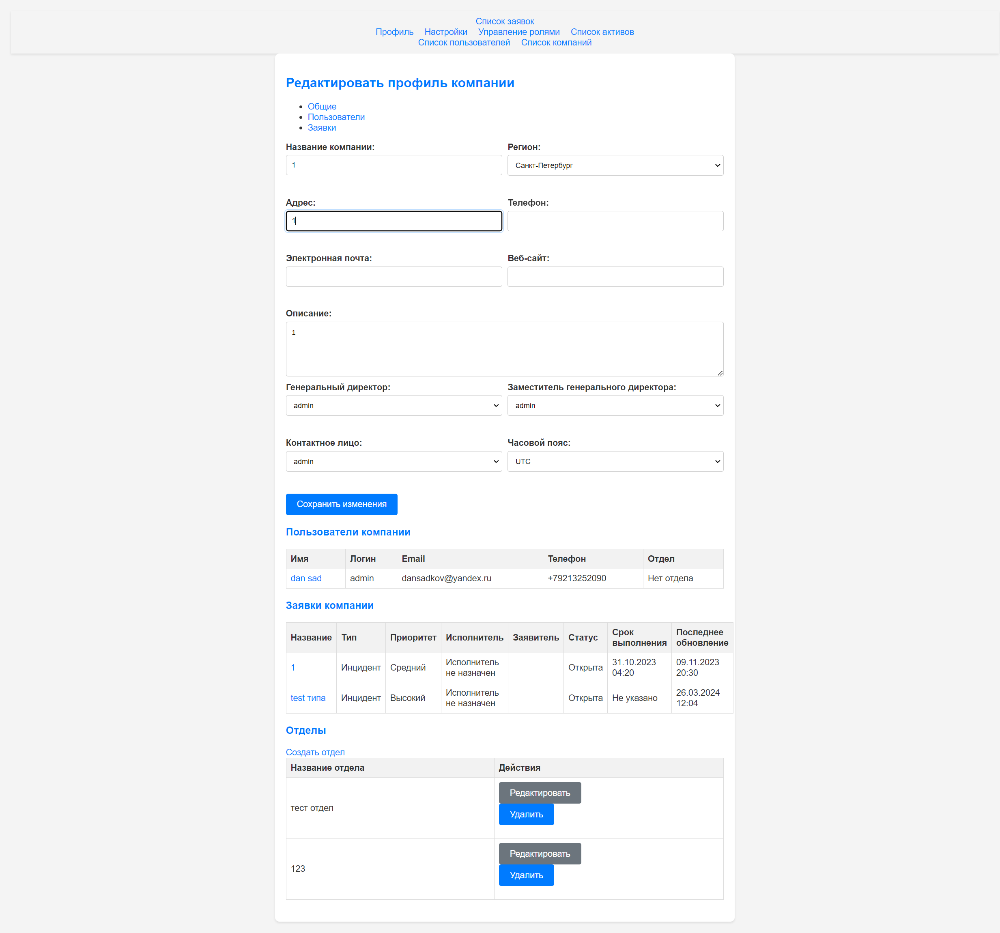 Список заявок
Профиль Настройки Управление ролями Список активов
Список пользователей Список компаний
Редактировать профиль компании
Общие
Пользователи
Заявки
Название компании: Регион:
1 Санкт-Петербург
Адрес: Телефон:
1
Электронная почта: Веб-сайт:
Описание:
1
Генеральный директор: Заместитель генерального директора:
admin admin
Контактное лицо: Часовой пояс:
admin UTC
Сохранить изменения
Пользователи компании
Имя Логин Email Телефон Отдел
dan sad admin dansadkov@yandex.ru +79213252090 Нет отдела
Заявки компании
Название Тип Приоритет Исполнитель Заявитель Статус Срок выполнения Последнее обновление
1 Инцидент Средний Исполнитель не назначен Открыта 31.10.2023 04:20 09.11.2023 20:30
test типа Инцидент Высокий Исполнитель не назначен Открыта Не указано 26.03.2024 12:04
Отделы
Создать отдел
Название отдела Действия
тест отдел
Редактировать
Удалить
123
Редактировать
Удалить